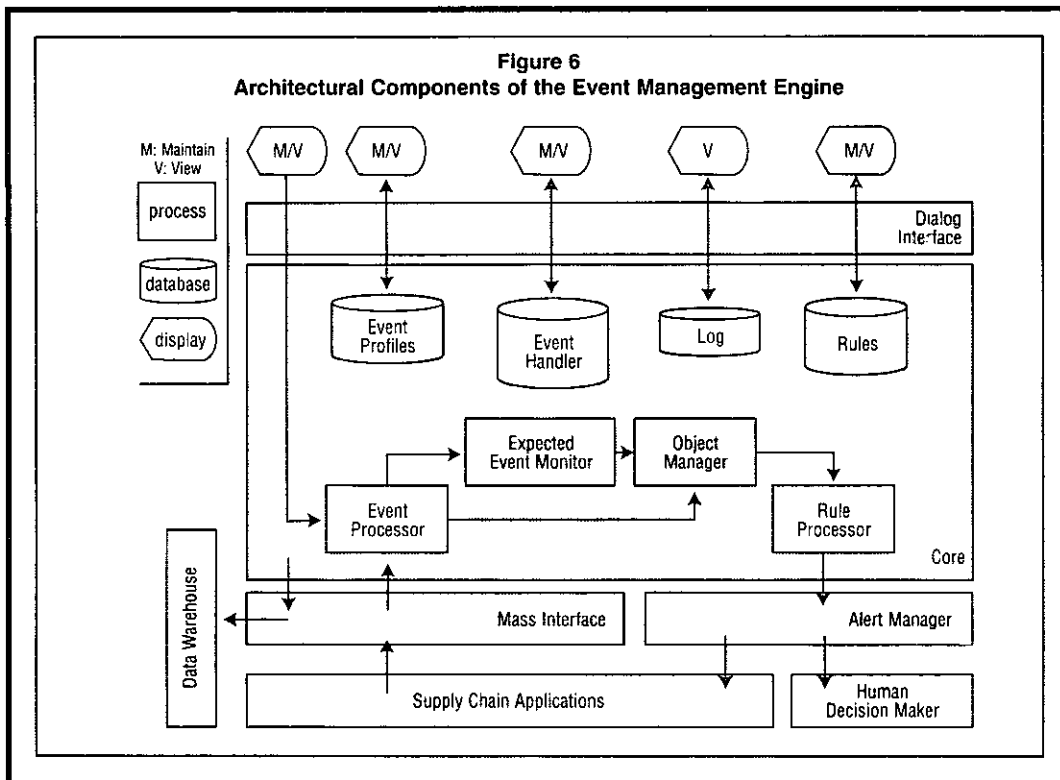 Figure 6
Architectural Components of the Event Management Engine
M: Maintain
V: View
process
database
display
M/V
M/V
M/V
V
M/V
Dialog
Interface
Event
Profiles
Event
Handler
Log
Rules
Expected
Event Monitor
Object
Manager
Event
Processor
Rule
Processor
Core
Data Warehouse
Mass Interface
Alert Manager
Supply Chain Applications
Human
Decision Maker